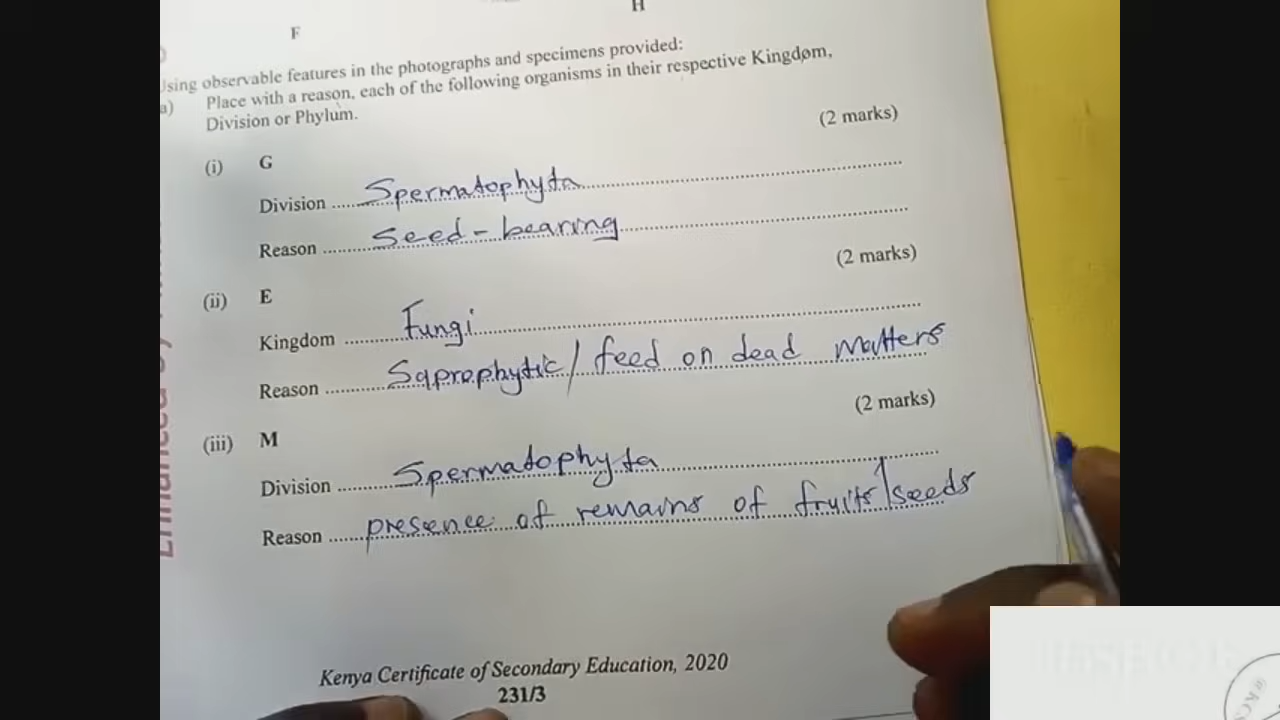 F
H
Using observable features in the photographs and specimens provided:
a) Place with a reason, each of the following organisms in their respective Kingdom,
Division or Phylum.
(2 marks)
(i) G
Division Spermatophyta
Reason Seed-bearing
(2 marks)
(ii) E
Kingdom Fungi
Reason Saprophytic/feed on dead matters
(2 marks)
(iii) M
Division Spermatophyta
Reason presence of remains of fruits/seeds
Kenya Certificate of Secondary Education, 2020
231/3